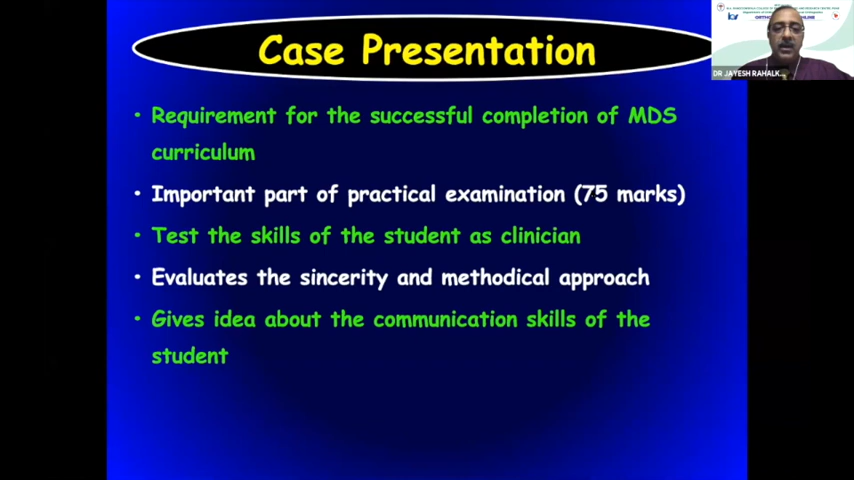 Case Presentation
• Requirement for the successful completion of MDS
curriculum
• Important part of practical examination (75 marks)
• Test the skills of the student as clinician
• Evaluates the sincerity and methodical approach
• Gives idea about the communication skills of the
student
DR JAYESH RAHALK...